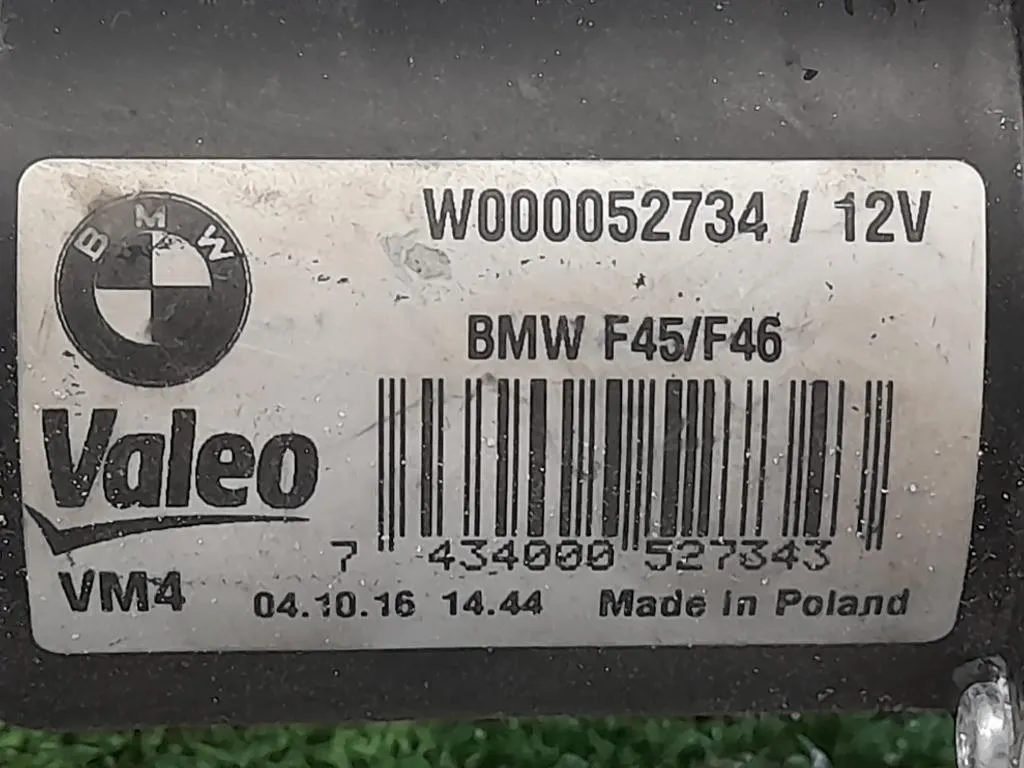 BMW
W000052734 / 12V
BMW F45/F46
Valeo
7 434000 527343
VM4 04.10.16 14.44 Made in Poland